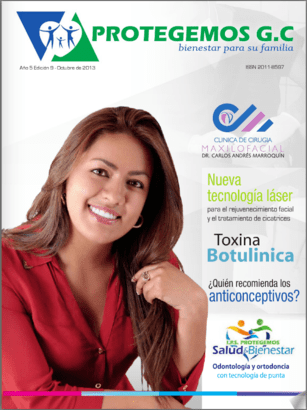 PROTEGEMOS G.C
bienestar para su familia
Año 5 Edición 9 - Octubre de 2013
ISSN 2011-8597
CLINICA DE CIRUGIA
MAXILOFACIAL
DR. CARLOS ANDRÉS MARROQUÍN
Nueva
tecnología láser
para el rejuvenecimiento facial
y el tratamiento de cicatrices
Toxina
Botulinica
¿Quién recomienda los
anticonceptivos?
I.P.S. PROTEGEMOS
Salud&Bienestar
Odontología y ortodoncia
con tecnología de punta